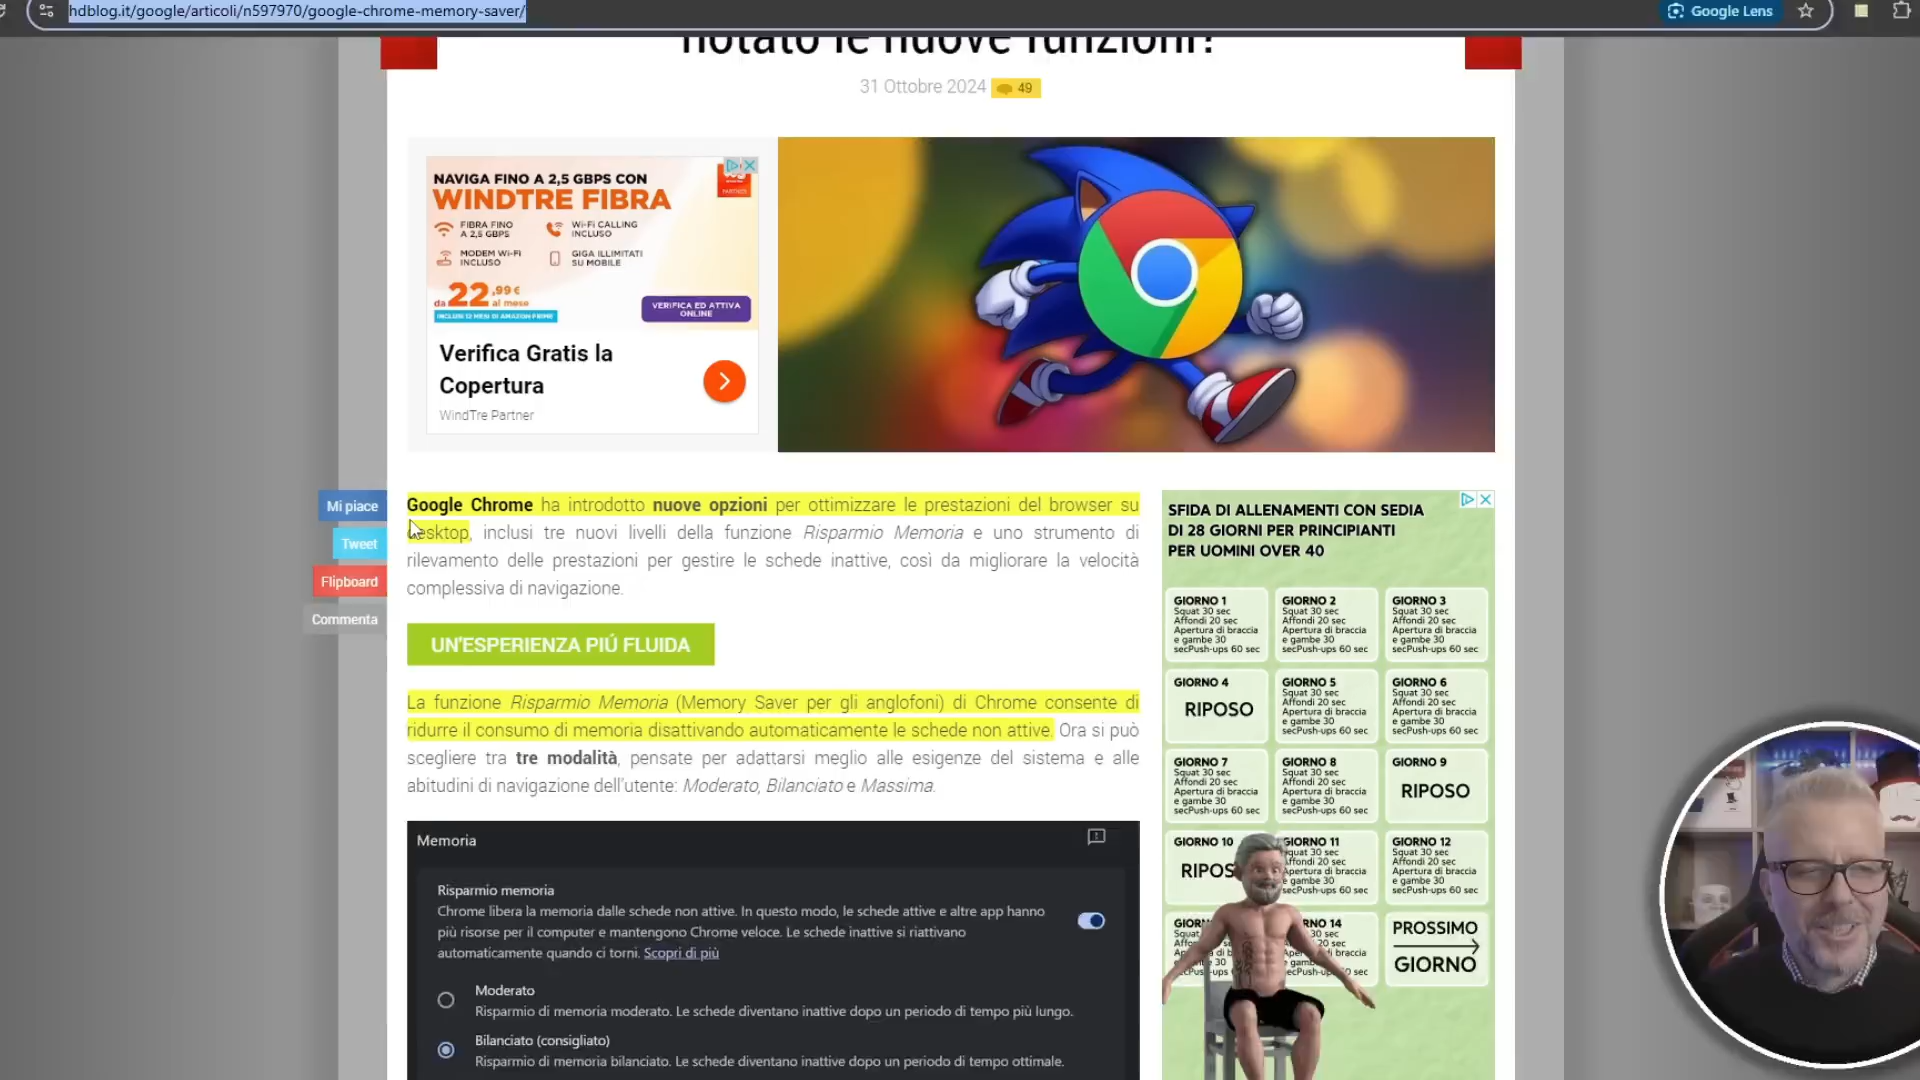 hdblog.it/google/articoli/n597970/google-chrome-memory-saver/
Google Lens
notato le nuove funzioni?
31 Ottobre 2024 49
NAVIGA FINO A 2,5 GBPS CON
WINDTRE FIBRA
FIBRA FINO
A 2,5 GBPS
Wi-Fi CALLING
INCLUSO
MODEM Wi-Fi
INCLUSO
GIGA ILLIMITATI
SU MOBILE
da 22,99€
al mese
INCLUSI 12 MESI DI AMAZON PRIME
VERIFICA ED ATTIVA
ONLINE
PARTNER
Verifica Gratis la
Copertura
WindTre Partner
Mi piace
Tweet
Flipboard
Commenta
Google Chrome ha introdotto nuove opzioni per ottimizzare le prestazioni del browser su
desktop, inclusi tre nuovi livelli della funzione Risparmio Memoria e uno strumento di
rilevamento delle prestazioni per gestire le schede inattive, così da migliorare la velocità
complessiva di navigazione.
UN'ESPERIENZA PIÚ FLUIDA
La funzione Risparmio Memoria (Memory Saver per gli anglofoni) di Chrome consente di
ridurre il consumo di memoria disattivando automaticamente le schede non attive. Ora si può
scegliere tra tre modalità, pensate per adattarsi meglio alle esigenze del sistema e alle
abitudini di navigazione dell'utente: Moderato, Bilanciato e Massima.
Memoria
Risparmio memoria
Chrome libera la memoria dalle schede non attive. In questo modo, le schede attive e altre app hanno
più risorse per il computer e mantengono Chrome veloce. Le schede inattive si riattivano
automaticamente quando ci torni. Scopri di più
Moderato
Risparmio di memoria moderato. Le schede diventano inattive dopo un periodo di tempo più lungo.
Bilanciato (consigliato)
Risparmio di memoria bilanciato. Le schede diventano inattive dopo un periodo di tempo ottimale.
SFIDA DI ALLENAMENTI CON SEDIA
DI 28 GIORNI PER PRINCIPIANTI
PER UOMINI OVER 40
GIORNO 1
Squat 30 sec
Affondi 20 sec
Apertura di braccia
e gambe 30
secPush-ups 60 sec
GIORNO 2
Squat 30 sec
Affondi 20 sec
Apertura di braccia
e gambe 30
secPush-ups 60 sec
GIORNO 3
Squat 30 sec
Affondi 20 sec
Apertura di braccia
e gambe 30
secPush-ups 60 sec
GIORNO 4
RIPOSO
GIORNO 5
Squat 30 sec
Affondi 20 sec
Apertura di braccia
e gambe 30
secPush-ups 60 sec
GIORNO 6
Squat 30 sec
Affondi 20 sec
Apertura di braccia
e gambe 30
secPush-ups 60 sec
GIORNO 7
Squat 30 sec
Affondi 20 sec
Apertura di braccia
e gambe 30
secPush-ups 60 sec
GIORNO 8
Squat 30 sec
Affondi 20 sec
Apertura di braccia
e gambe 30
secPush-ups 60 sec
GIORNO 9
RIPOSO
GIORNO 10
RIPOS
GIORNO 11
quat 30 sec
ffondi 20 sec
pertura di braccia
e gambe 30
secPush-ups 60 sec
GIORNO 12
Squat 30 sec
Affondi 20 sec
Apertura di braccia
e gambe 30
secPush-ups 60 sec
RNO 14
PROSSIMO
GIORNO